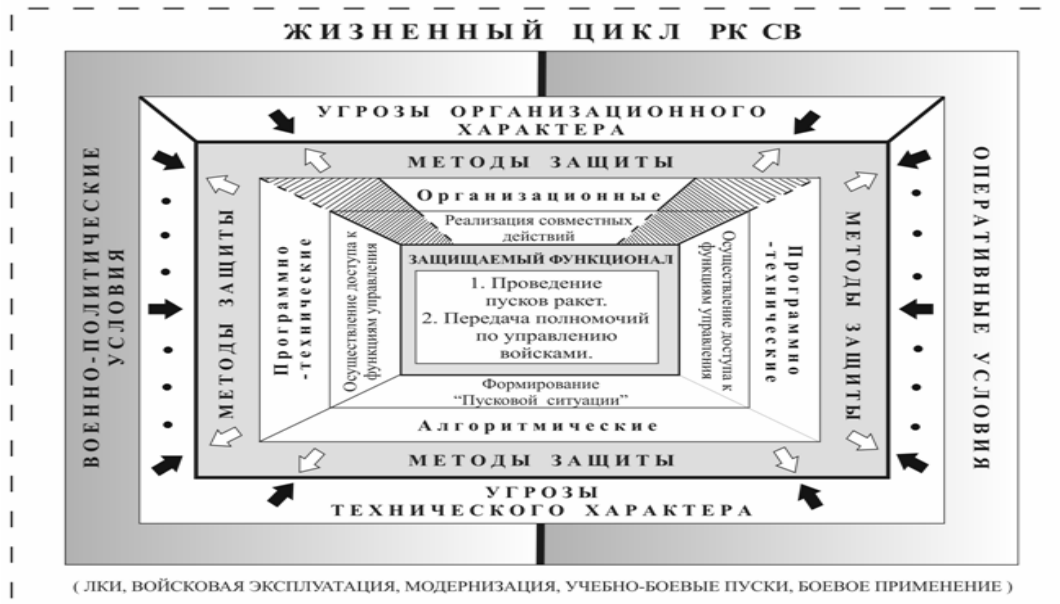 ЖИЗНЕННЫЙ ЦИКЛ РК СВ
УГРОЗЫ ОРГАНИЗАЦИОННОГО
ХАРАКТЕРА
МЕТОДЫ ЗАЩИТЫ
Организационные
Реализация совместных
действий
ВОЕННО-ПОЛИТИЧЕСКИЕ
УСЛОВИЯ
МЕТОДЫ ЗАЩИТЫ
Программно
-технические
Осуществление доступа к
функциям управления
ЗАЩИЩАЕМЫЙ ФУНКЦИОНАЛ
1. Проведение
пусков ракет.
2. Передача полномочий
по управлению
войсками.
Осуществление доступа к
функциям управления
Программно
-технические
МЕТОДЫ ЗАЩИТЫ
ОПЕРАТИВНЫЕ УСЛОВИЯ
Формирование
“Пусковой ситуации”
Алгоритмические
МЕТОДЫ ЗАЩИТЫ
УГРОЗЫ
ТЕХНИЧЕСКОГО ХАРАКТЕРА
( ЛКИ, ВОЙСКОВАЯ ЭКСПЛУАТАЦИЯ, МОДЕРНИЗАЦИЯ, УЧЕБНО-БОЕВЫЕ ПУСКИ, БОЕВОЕ ПРИМЕНЕНИЕ )